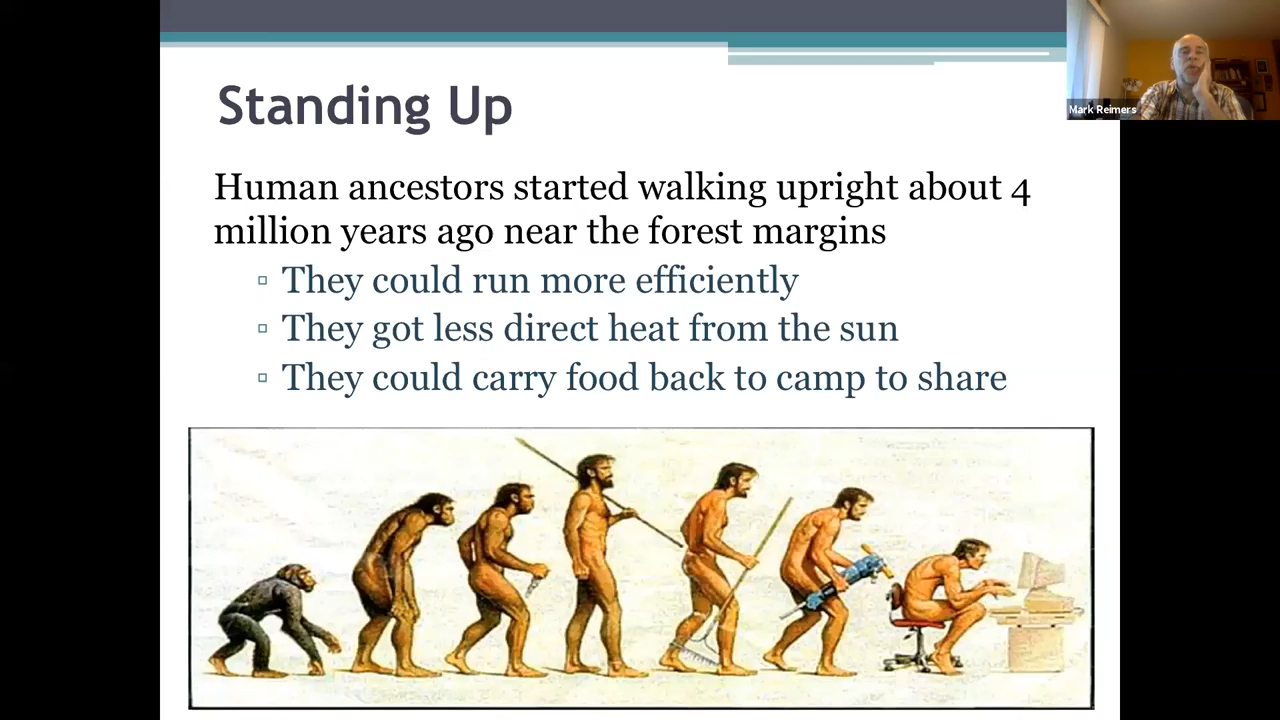 Standing Up
Mark Reimers
Human ancestors started walking upright about 4
million years ago near the forest margins
▫ They could run more efficiently
▫ They got less direct heat from the sun
▫ They could carry food back to camp to share